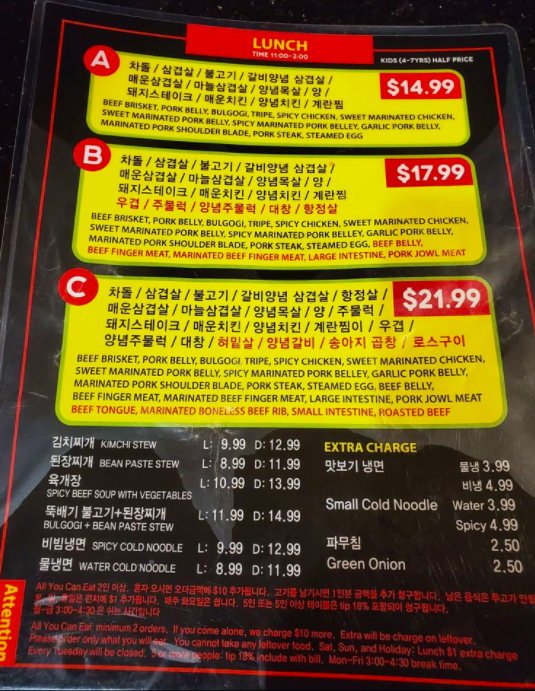 LUNCH
TIME 11:00-2:00
KIDS (4-7YRS) HALF PRICE
A
차돌 / 삼겹살 / 불고기 / 갈비양념 삼겹살 /
매운삼겹살 / 마늘삼겹살 / 양념목살 / 양 /
돼지스테이크 / 매운치킨 / 양념치킨 / 계란찜
$14.99
BEEF BRISKET, PORK BELLY, BULGOGI, TRIPE, SPICY CHICKEN, SWEET MARINATED CHICKEN,
SWEET MARINATED PORK BELLY, SPICY MARINATED PORK BELLEY, GARLIC PORK BELLY,
MARINATED PORK SHOULDER BLADE, PORK STEAK, STEAMED EGG
B
차돌 / 삼겹살 / 불고기 / 갈비양념 삼겹살 /
매운삼겹살 / 마늘삼겹살 / 양념목살 / 양 /
돼지스테이크 / 매운치킨 / 양념치킨 / 계란찜
우겹 / 주물럭 / 양념주물럭 / 대창 / 항정살
$17.99
BEEF BRISKET, PORK BELLY, BULGOGI, TRIPE, SPICY CHICKEN, SWEET MARINATED CHICKEN,
SWEET MARINATED PORK BELLY, SPICY MARINATED PORK BELLEY, GARLIC PORK BELLY,
MARINATED PORK SHOULDER BLADE, PORK STEAK, STEAMED EGG, BEEF BELLY,
BEEF FINGER MEAT, MARINATED BEEF FINGER MEAT, LARGE INTESTINE, PORK JOWL MEAT
C
차돌 / 삼겹살 / 불고기 / 갈비양념 삼겹살 / 항정살 /
매운삼겹살 / 마늘삼겹살 / 양념목살 / 양 / 주물럭 /
돼지스테이크 / 매운치킨 / 양념치킨 / 계란찜이 / 우겹 /
양념주물럭 / 대창 / 혀밑살 / 양념갈비 / 송아지 곱창 / 로스구이
$21.99
BEEF BRISKET, PORK BELLY, BULGOGI, TRIPE, SPICY CHICKEN, SWEET MARINATED CHICKEN,
SWEET MARINATED PORK BELLY, SPICY MARINATED PORK BELLEY, GARLIC PORK BELLY,
MARINATED PORK SHOULDER BLADE, PORK STEAK, STEAMED EGG, BEEF BELLY,
BEEF FINGER MEAT, MARINATED BEEF FINGER MEAT, LARGE INTESTINE, PORK JOWL MEAT
BEEF TONGUE, MARINATED BONELESS BEEF RIB, SMALL INTESTINE, ROASTED BEEF
김치찌개 KIMCHI STEW L: 9.99 D: 12.99
된장찌개 BEAN PASTE STEW L: 8.99 D: 11.99
육개장 L: 10.99 D: 13.99
SPICY BEEF SOUP WITH VEGETABLES
뚝배기 불고기+된장찌개 L: 11.99 D: 14.99
BULGOGI + BEAN PASTE STEW
비빔냉면 SPICY COLD NOODLE L: 9.99 D: 12.99
물냉면 WATER COLD NOODLE L: 8.99 D: 11.99
EXTRA CHARGE
맛보기 냉면 물냉 3.99
비냉 4.99
Small Cold Noodle Water 3.99
Spicy 4.99
파무침 2.50
Green Onion 2.50
Attention
All You Can Eat 2인 이상, 혼자 오시면 오더금액에 $10 추가됩니다. 고기를 남기시면 1인분 금액을 추가 청구합니다. 남은 음식은 투고가 안됩
토, 일, 휴일은 런치에 $1 추가됩니다. 매주 화요일은 쉽니다. 5인 또는 5인 이상 테이블은 tip 18% 포함되어 청구됩니다.
월-금 3:00-4:30은 쉬는 시간입니다
All You Can Eat minimum 2 orders. If you come alone, we charge $10 more. Extra will be charge on leftover.
Please order only what you will eat. You cannot take any leftover food. Sat, Sun, and Holiday: Lunch $1 extra charge
Every Tuesday will be closed. 5 or more people: tip 18% include with bill. Mon-Fri 3:00-4:30 break time.